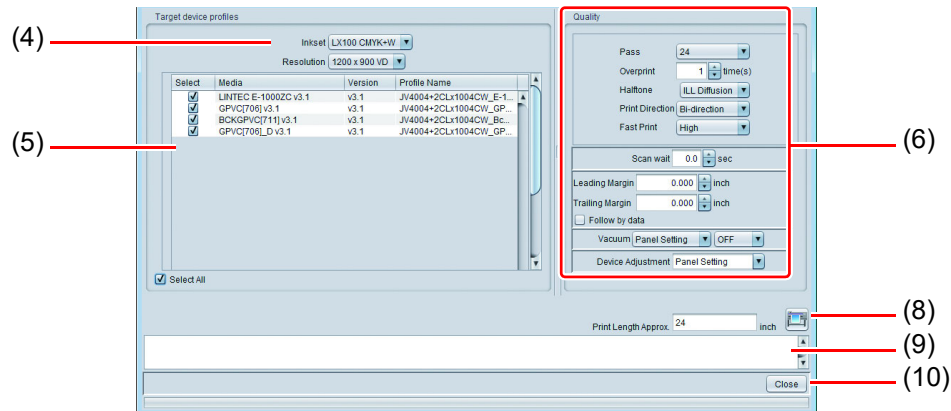 Target device profiles
Quality
(4)
Inkset LX100 CMYK+W
Resolution 1200 x 900 VD
Select Media Version Profile Name
LINTEC E-1000ZC v3.1 v3.1 JV4004+2CLx1004CW_E-1...
GPVC[706] v3.1 v3.1 JV4004+2CLx1004CW_GP...
BCKGPVC[711] v3.1 v3.1 JV4004+2CLx1004CW_Bc...
GPVC[706]_D v3.1 v3.1 JV4004+2CLx1004CW_GP...
(5)
Select All
Pass 24
Overprint 1 time(s)
Halftone ILL Diffusion
Print Direction Bi-direction
Fast Print High
(6)
Scan wait 0.0 sec
Leading Margin 0.000 inch
Trailing Margin 0.000 inch
Follow by data
Vacuum Panel Setting OFF
Device Adjustment Panel Setting
Print Length Approx. 24 inch
(8)
(9)
Close
(10)